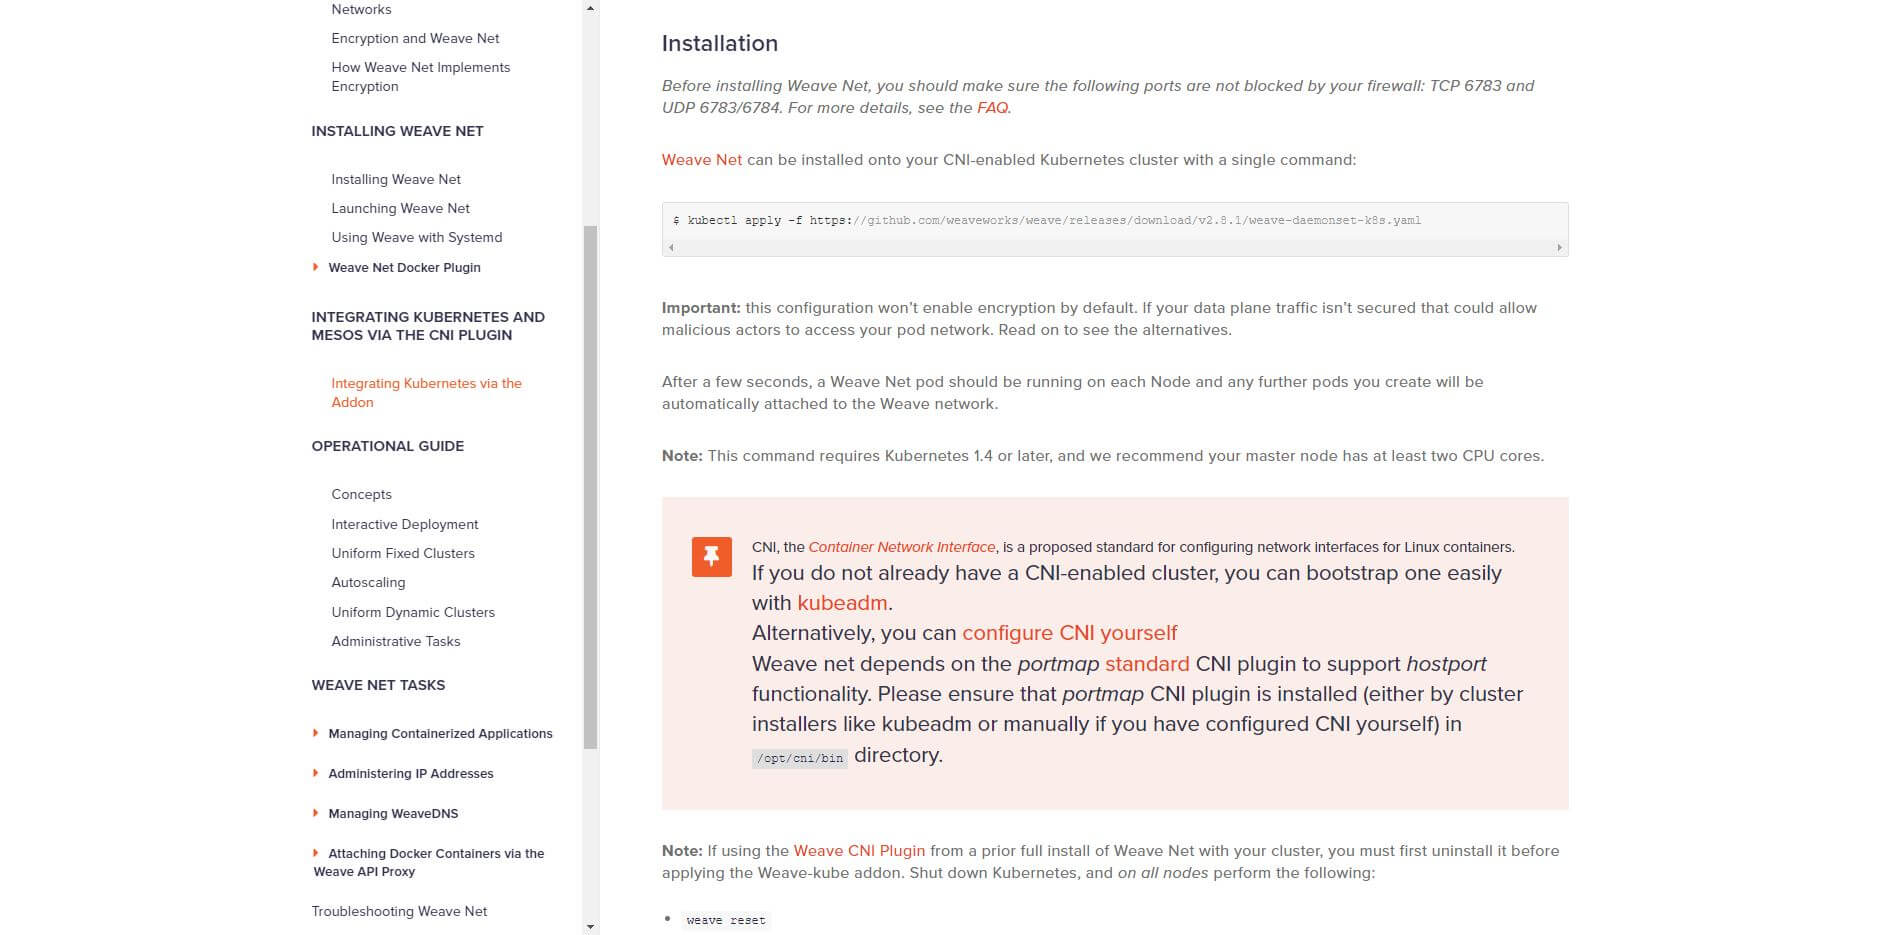 Networks
Encryption and Weave Net
How Weave Net Implements
Encryption
INSTALLING WEAVE NET
Installing Weave Net
Launching Weave Net
Using Weave with Systemd
Weave Net Docker Plugin
INTEGRATING KUBERNETES AND
MESOS VIA THE CNI PLUGIN
Integrating Kubernetes via the
Addon
OPERATIONAL GUIDE
Concepts
Interactive Deployment
Uniform Fixed Clusters
Autoscaling
Uniform Dynamic Clusters
Administrative Tasks
WEAVE NET TASKS
Managing Containerized Applications
Administering IP Addresses
Managing WeaveDNS
Attaching Docker Containers via the
Weave API Proxy
Troubleshooting Weave Net
Installation
Before installing Weave Net, you should make sure the following ports are not blocked by your firewall: TCP 6783 and
UDP 6783/6784. For more details, see the FAQ.
Weave Net can be installed onto your CNI-enabled Kubernetes cluster with a single command:
$ kubectl apply -f https://github.com/weaveworks/weave/releases/download/v2.8.1/weave-daemonset-k8s.yaml
Important: this configuration won't enable encryption by default. If your data plane traffic isn't secured that could allow
malicious actors to access your pod network. Read on to see the alternatives.
After a few seconds, a Weave Net pod should be running on each Node and any further pods you create will be
automatically attached to the Weave network.
Note: This command requires Kubernetes 1.4 or later, and we recommend your master node has at least two CPU cores.
CNI, the Container Network Interface, is a proposed standard for configuring network interfaces for Linux containers.
If you do not already have a CNI-enabled cluster, you can bootstrap one easily
with kubeadm.
Alternatively, you can configure CNI yourself
Weave net depends on the portmap standard CNI plugin to support hostport
functionality. Please ensure that portmap CNI plugin is installed (either by cluster
installers like kubeadm or manually if you have configured CNI yourself) in
/opt/cni/bin directory.
Note: If using the Weave CNI Plugin from a prior full install of Weave Net with your cluster, you must first uninstall it before
applying the Weave-kube addon. Shut down Kubernetes, and on all nodes perform the following:
• weave reset